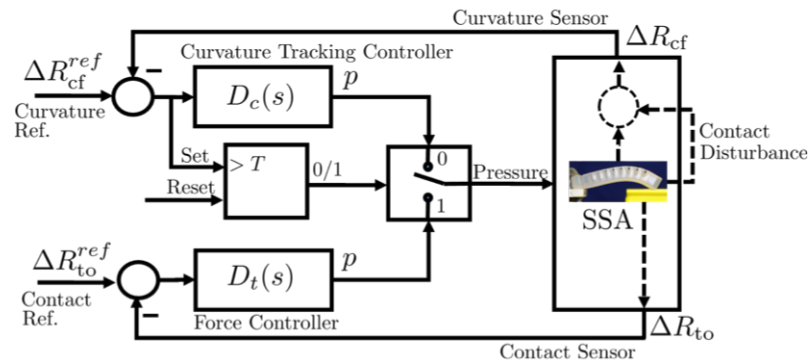 Curvature Sensor
Curvature Tracking Controller
ΔR_cf
ΔR_cf^ref
−
D_c(s)
p
Curvature
Ref.
Contact
Disturbance
Set
> T
0/1
0
Pressure
Reset
1
SSA
ΔR_to^ref
D_t(s)
p
Contact
Ref.
−
Force Controller
ΔR_to
Contact Sensor